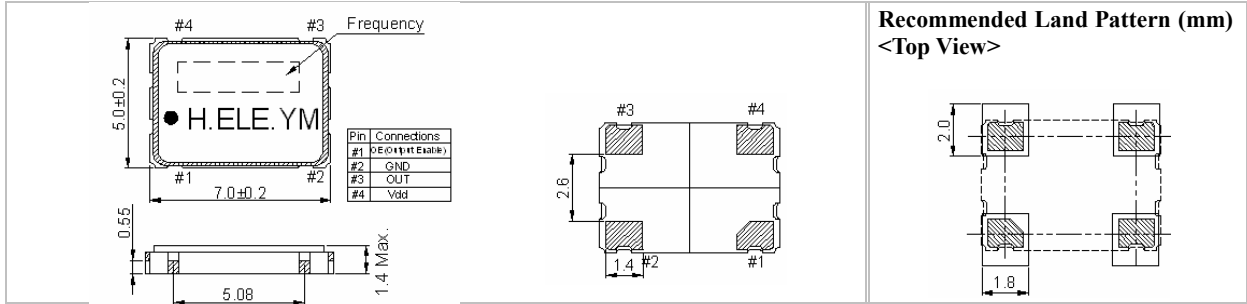 #4
#3
Frequency
5.0±0.2
H.ELE.YM
#1
#2
7.0±0.2
Pin Connections
#1 OE(Output Enable)
#2 GND
#3 OUT
#4 Vdd
0.55
1.4 Max.
5.08
#3
#4
2.6
1.4
#2
#1
Recommended Land Pattern (mm)
<Top View>
2.0
1.8